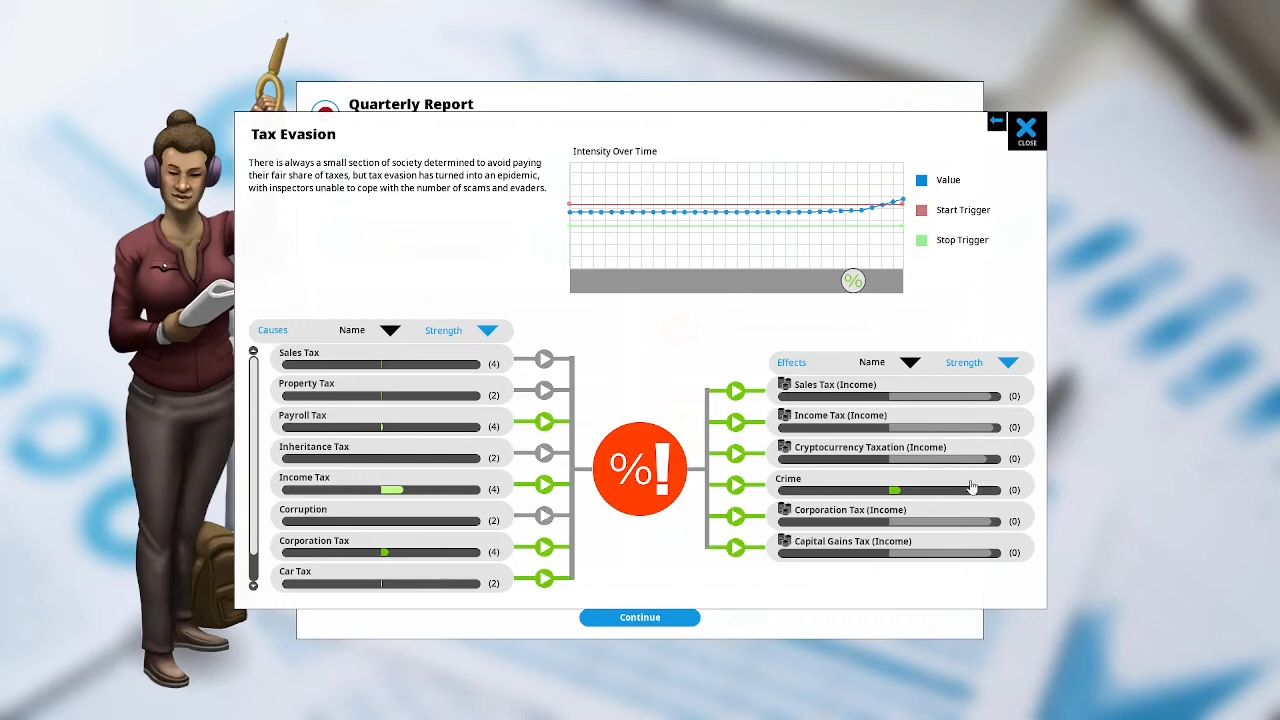 Quarterly Report
Tax Evasion
CLOSE
There is always a small section of society determined to avoid paying
their fair share of taxes, but tax evasion has turned into an epidemic,
with inspectors unable to cope with the number of scams and evaders.
Intensity Over Time
Value
Start Trigger
Stop Trigger
%
Causes Name Strength
Sales Tax
(4)
Property Tax
(2)
Payroll Tax
(4)
Inheritance Tax
(2)
Income Tax
(4)
Corruption
(2)
Corporation Tax
(4)
Car Tax
(2)
%!
Effects Name Strength
Sales Tax (Income)
(0)
Income Tax (Income)
(0)
Cryptocurrency Taxation (Income)
(0)
Crime
(0)
Corporation Tax (Income)
(0)
Capital Gains Tax (Income)
(0)
Continue